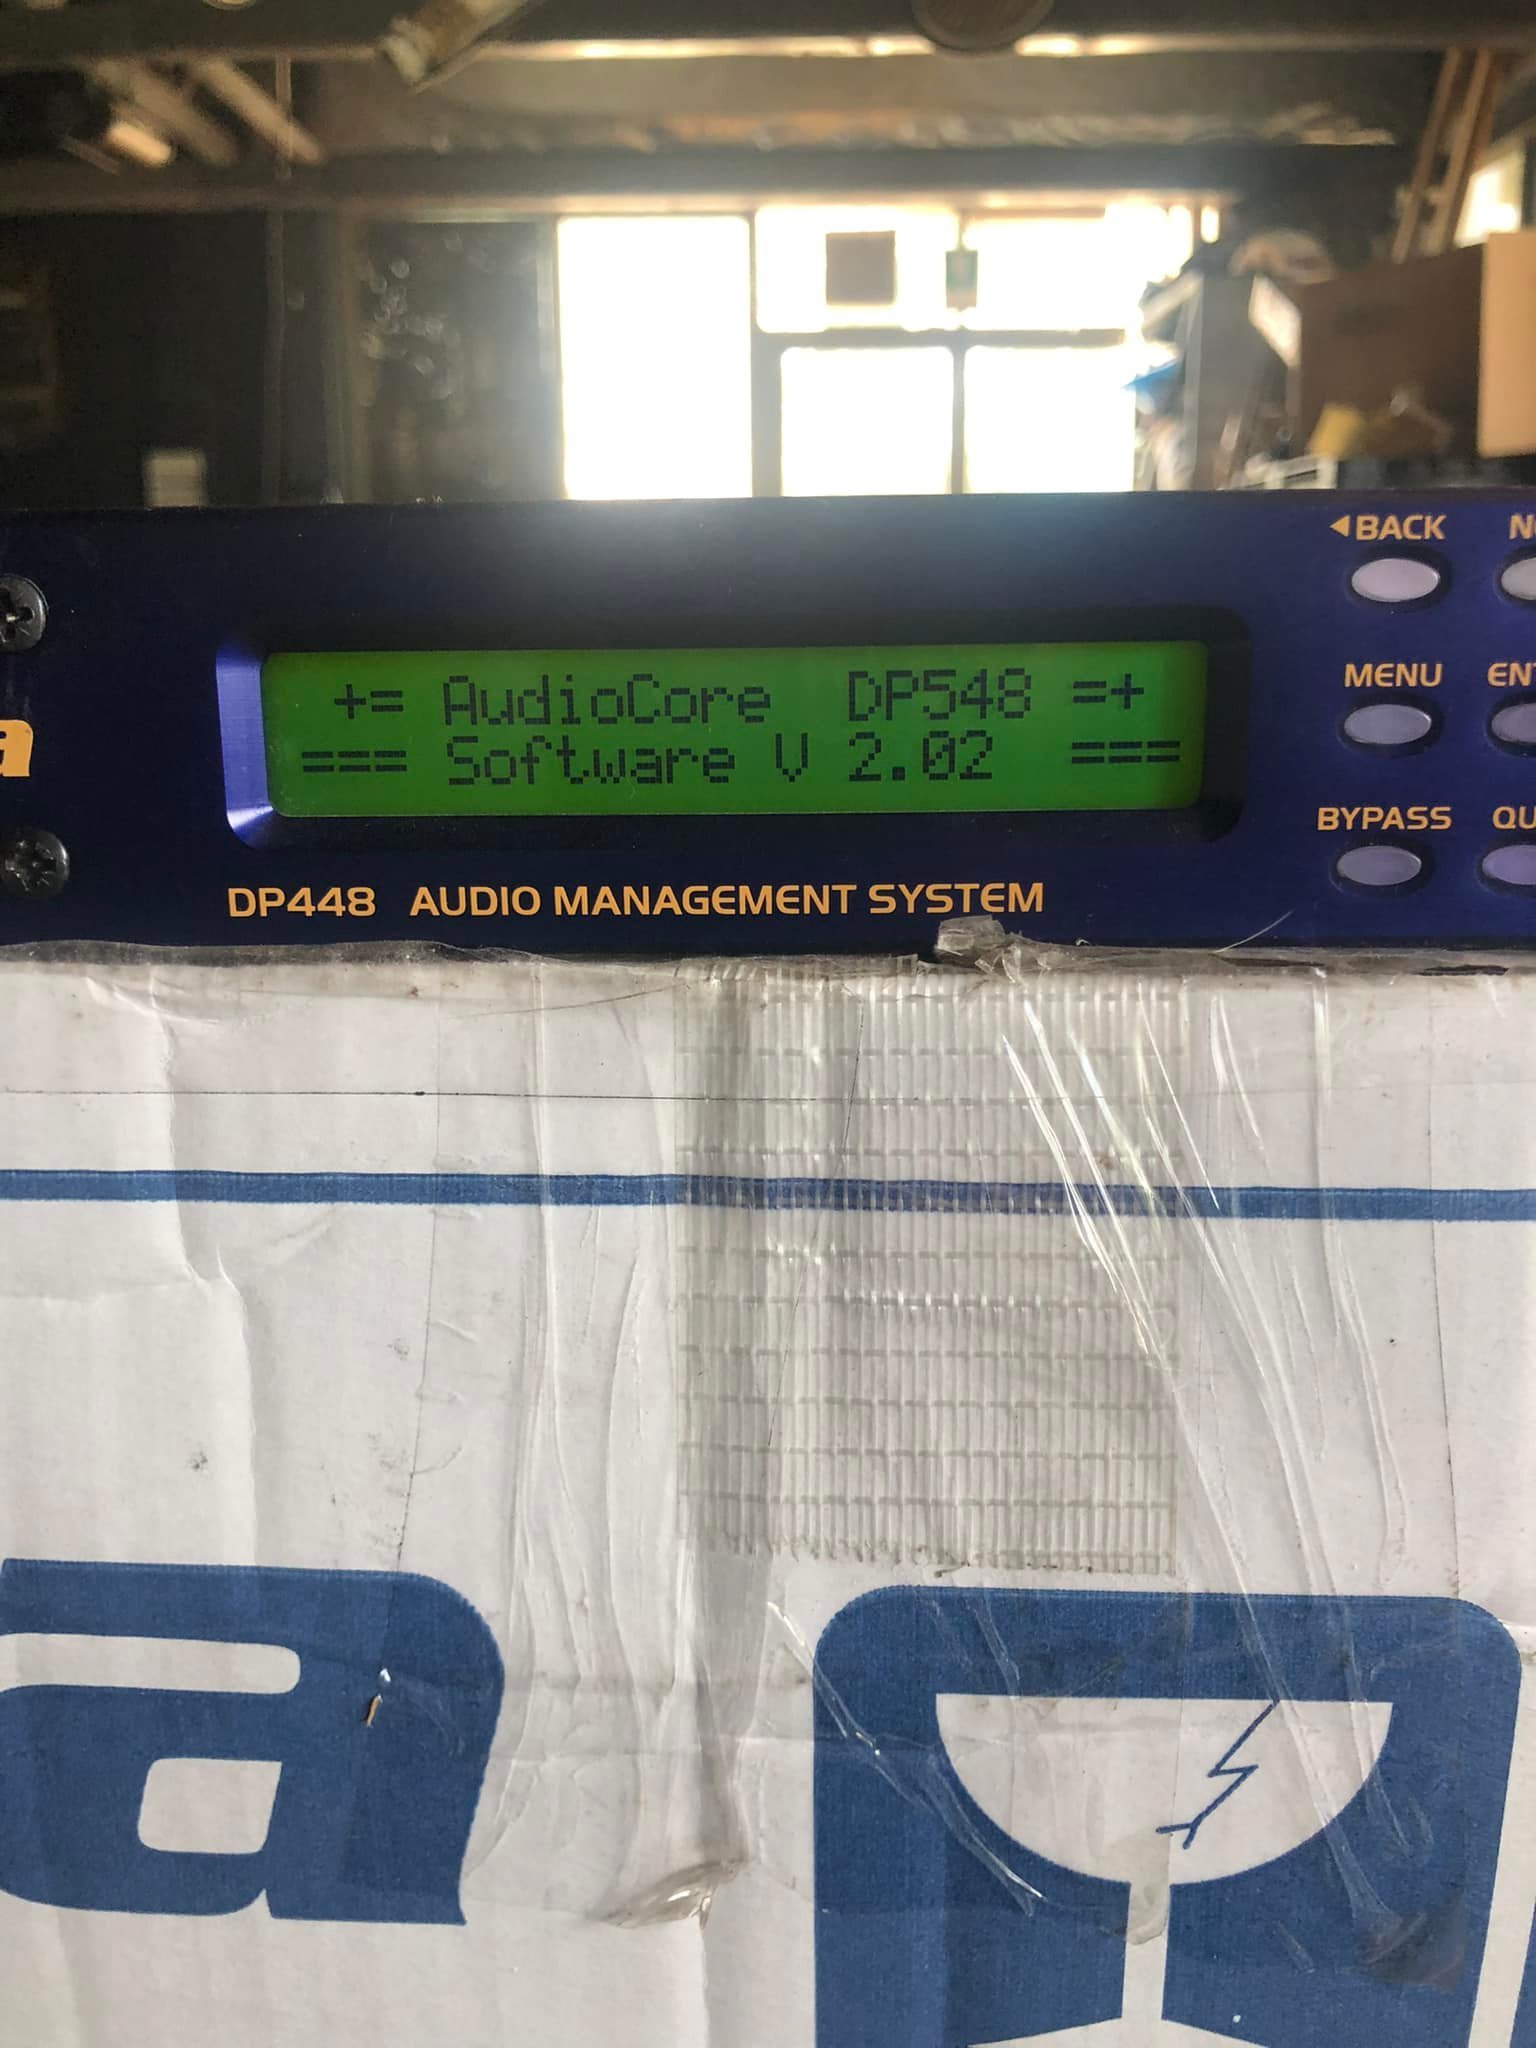 ◄BACK
+= AudioCore  DP548 =+
=== Software V 2.02 ===
MENU
BYPASS
DP448 AUDIO MANAGEMENT SYSTEM
a
a